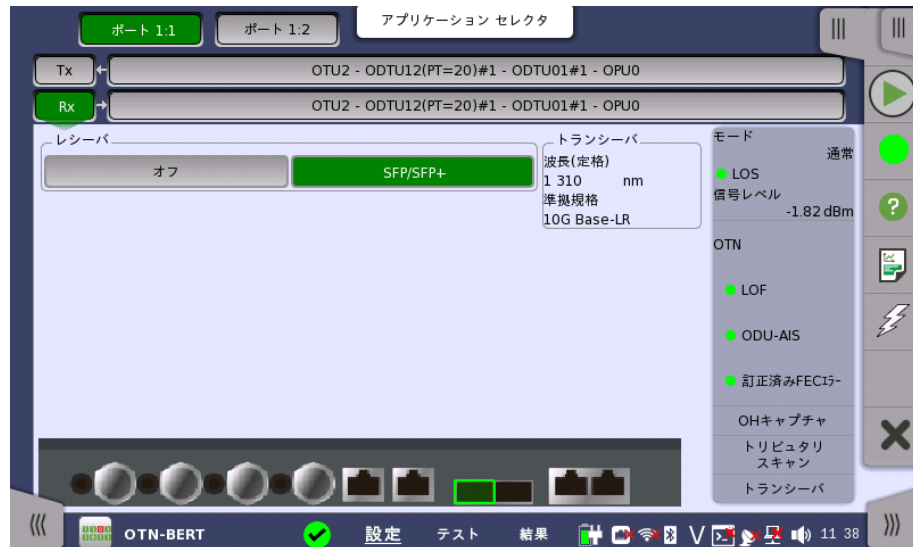 アプリケーション セレクタ
ポート 1:1
ポート 1:2
Tx
OTU2 - ODTU12(PT=20)#1 - ODTU01#1 - OPU0
Rx
OTU2 - ODTU12(PT=20)#1 - ODTU01#1 - OPU0
レシーバ
オフ
SFP/SFP+
トランシーバ
波長(定格)
1 310 nm
準拠規格
10G Base-LR
モード
通常
LOS
信号レベル
-1.82 dBm
OTN
LOF
ODU-AIS
訂正済みFECエラー
OHキャプチャ
トリビュタリ
スキャン
トランシーバ
OTN-BERT
設定
テスト
結果
11 38